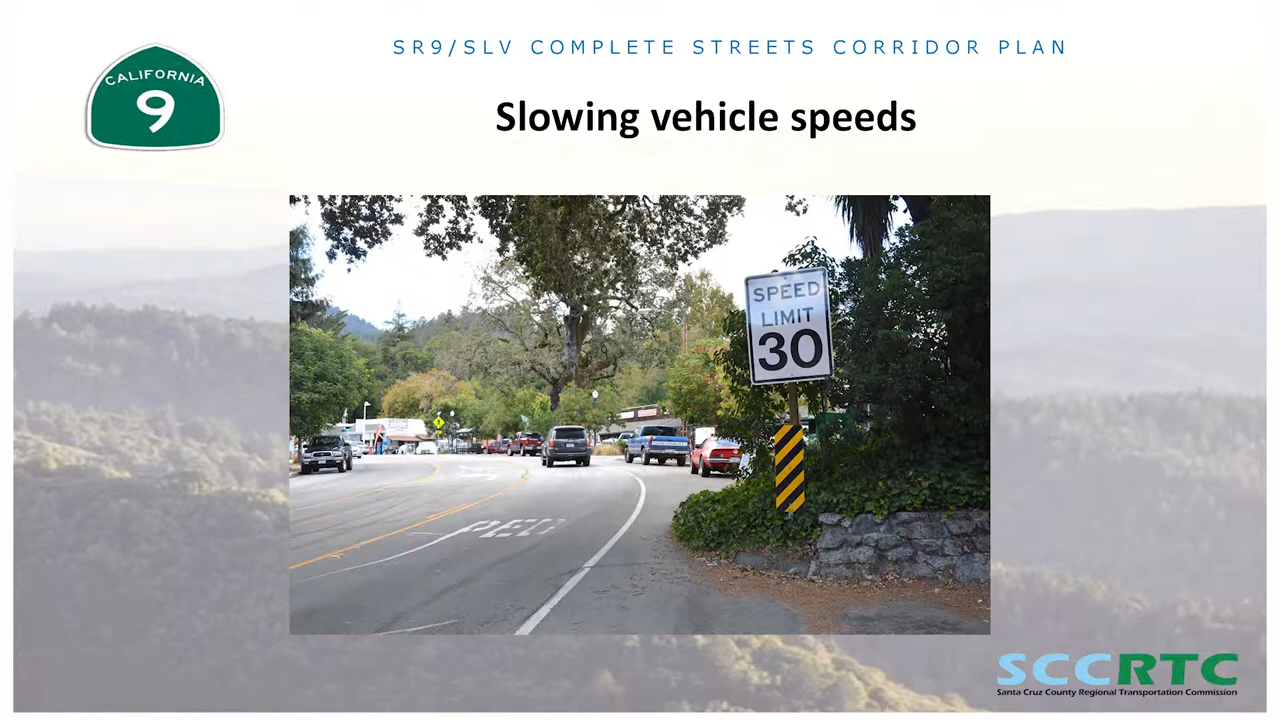 SR9/SLV COMPLETE STREETS CORRIDOR PLAN
CALIFORNIA
9
Slowing vehicle speeds
SPEED
LIMIT
30
PED
SCCRTC
Santa Cruz County Regional Transportation Commission